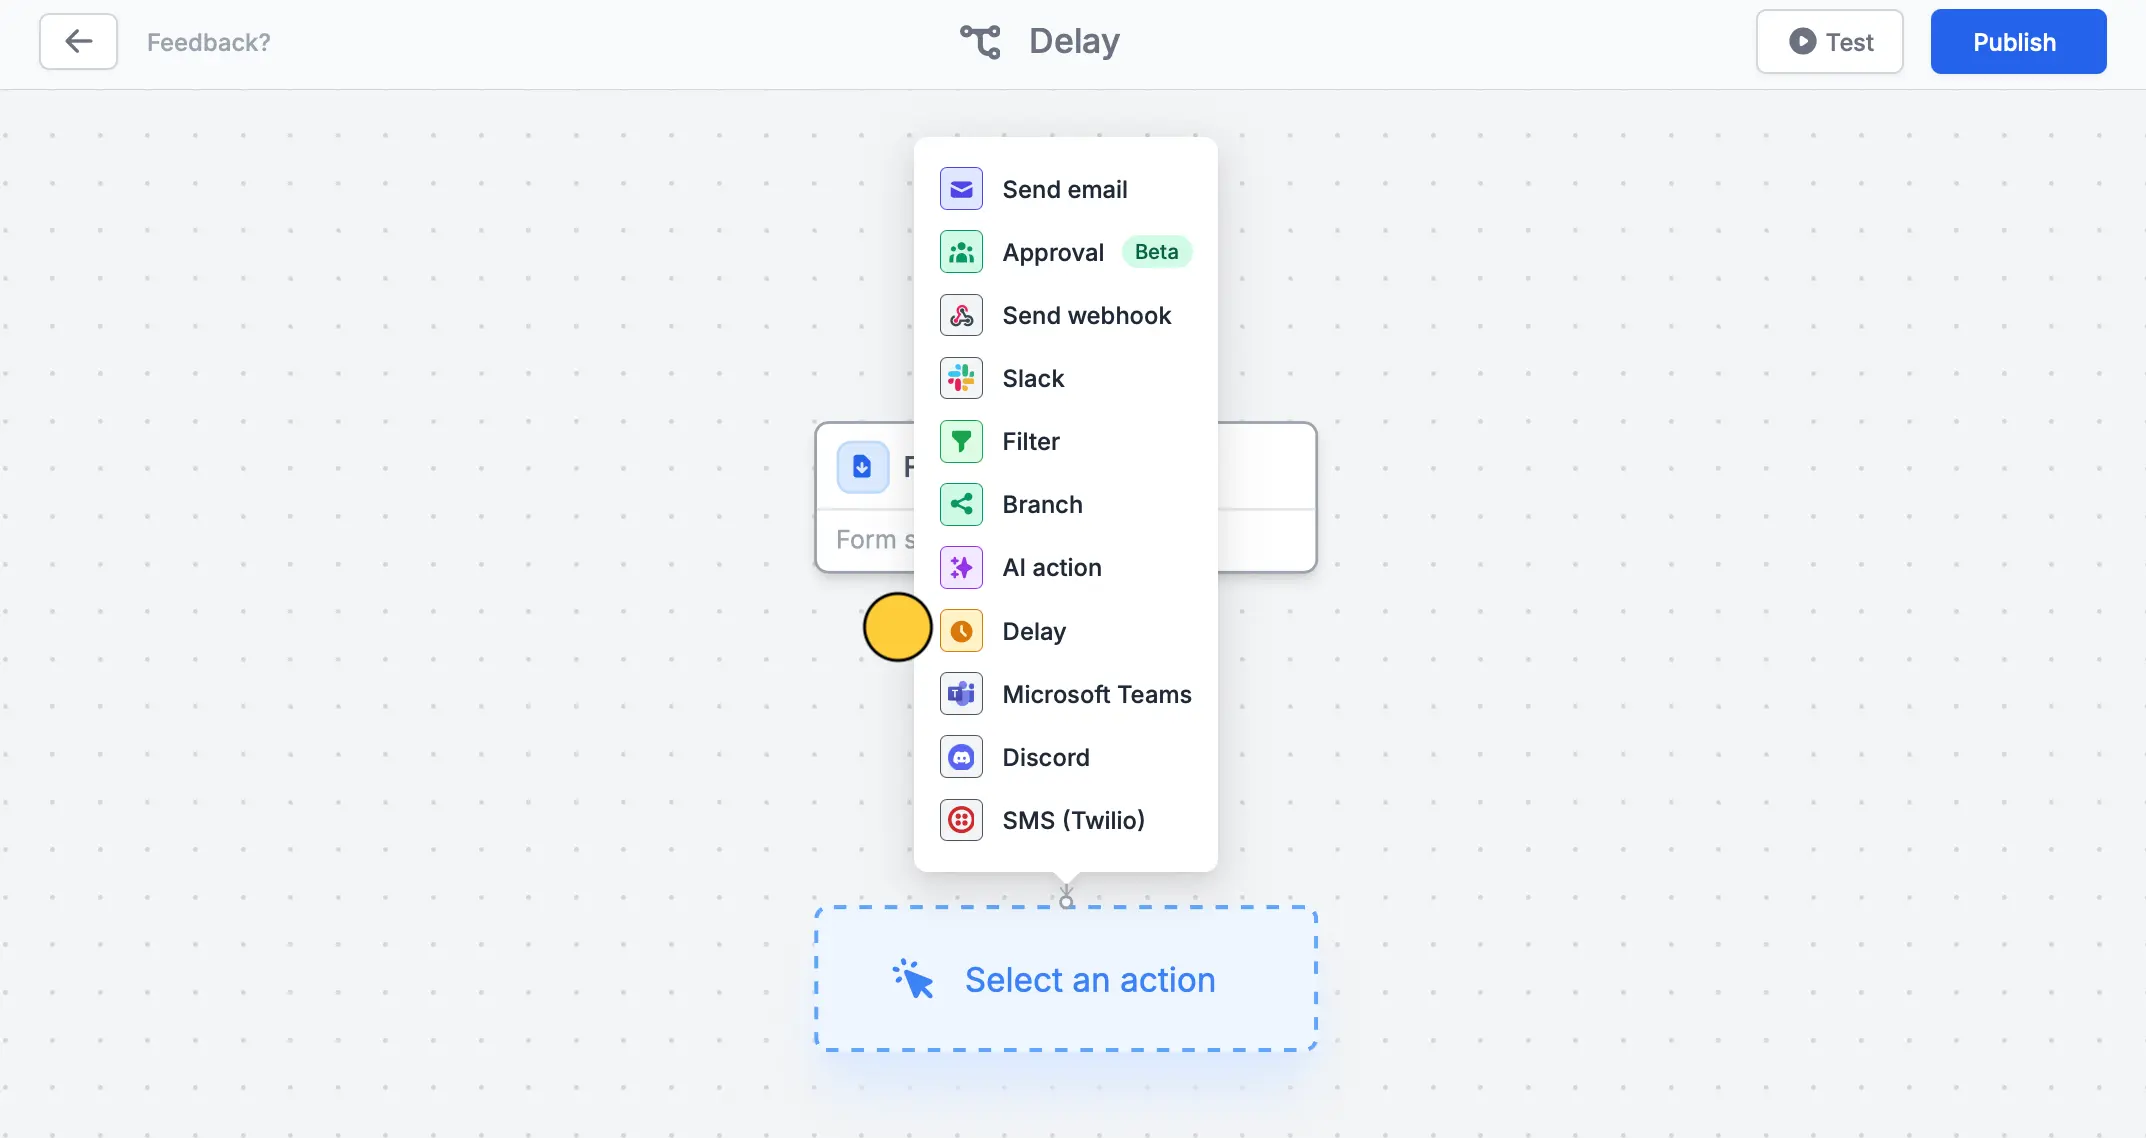 Feedback?
Delay
Test
Publish
Send email
Approval Beta
Send webhook
Slack
Filter
F
Branch
Form s
AI action
Delay
Microsoft Teams
Discord
SMS (Twilio)
Select an action